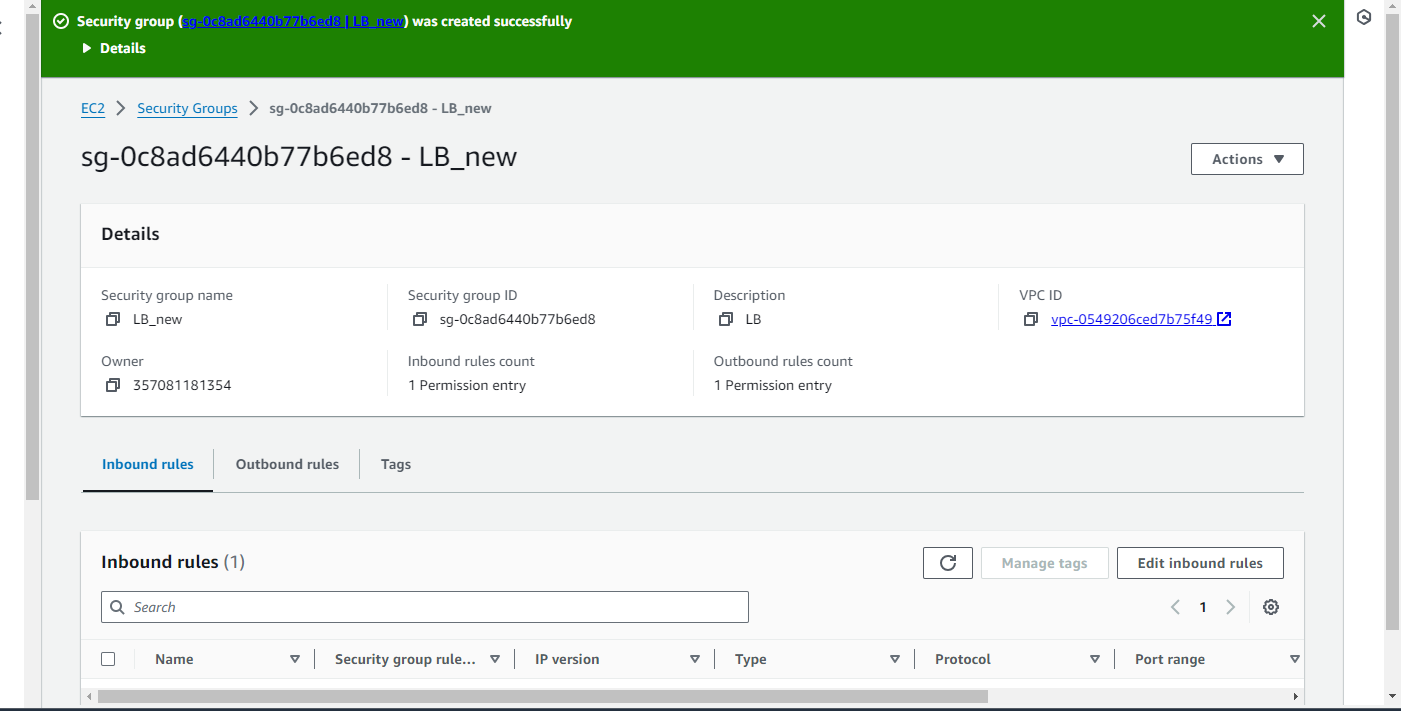 Security group (sg-0c8ad6440b77b6ed8 | LB_new) was created successfully
Details
EC2 Security Groups sg-0c8ad6440b77b6ed8 - LB_new
sg-0c8ad6440b77b6ed8 - LB_new
Actions
Details
Security group name Security group ID Description VPC ID
LB_new sg-0c8ad6440b77b6ed8 LB vpc-0549206ced7b75f49
Owner Inbound rules count Outbound rules count
357081181354 1 Permission entry 1 Permission entry
Inbound rules Outbound rules Tags
Inbound rules (1) Manage tags Edit inbound rules
Search 1
Name Security group rule... IP version Type Protocol Port range